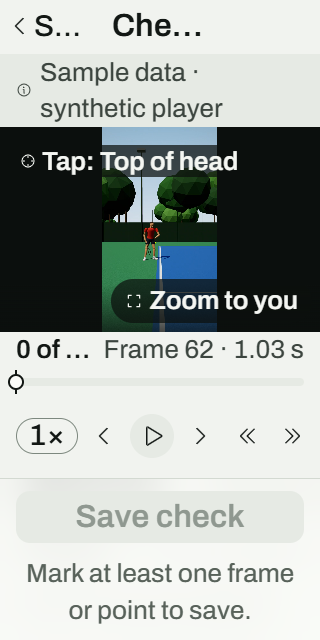 S... Che...
Sample data ·
synthetic player
Tap: Top of head
Zoom to you
0 of ... Frame 62 · 1.03 s
1×
Save check
Mark at least one frame
or point to save.